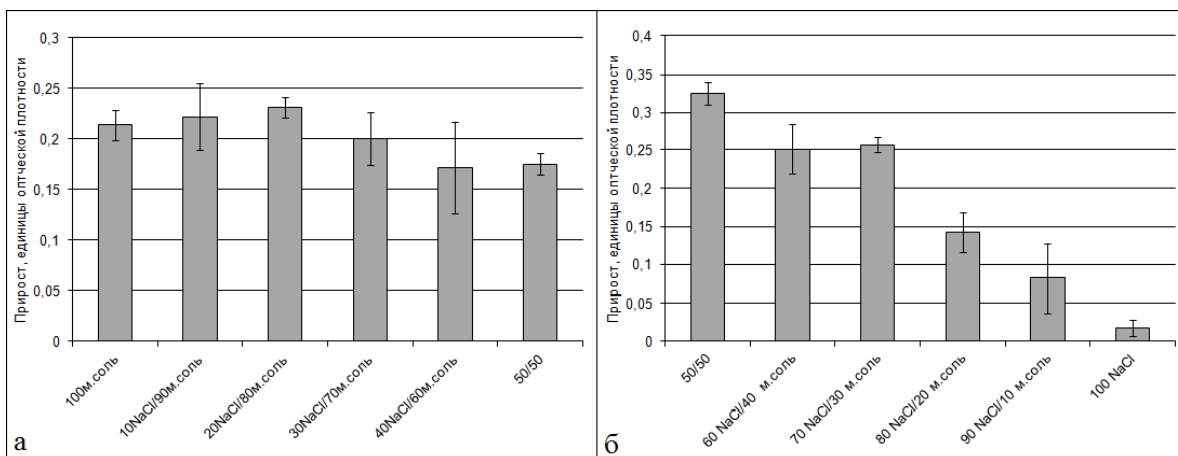 Прирост, единицы оптческой плотности
0,3
0,25
0,2
0,15
0,1
0,05
0
100м.соль
10NaCl/90м.соль
20NaCl/80м.соль
30NaCl/70м.соль
40NaCl/60м.соль
50/50
а
Прирост, единицы оптческой плотности
0,4
0,35
0,3
0,25
0,2
0,15
0,1
0,05
0
50/50
60 NaCl/40 м.соль
70 NaCl/30 м.соль
80 NaCl/20 м.соль
90 NaCl/10 м.соль
100 NaCl
б